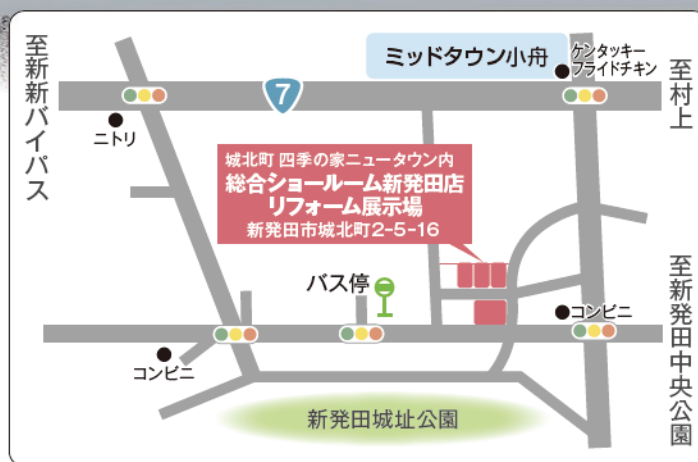 至新新バイパス
ミッドタウン小舟
ケンタッキー
フライドチキン
至村上
7
ニトリ
城北町 四季の家ニュータウン内
総合ショールーム新発田店
リフォーム展示場
新発田市城北町2-5-16
バス停
コンビニ
コンビニ
至新発田中央公園
新発田城址公園